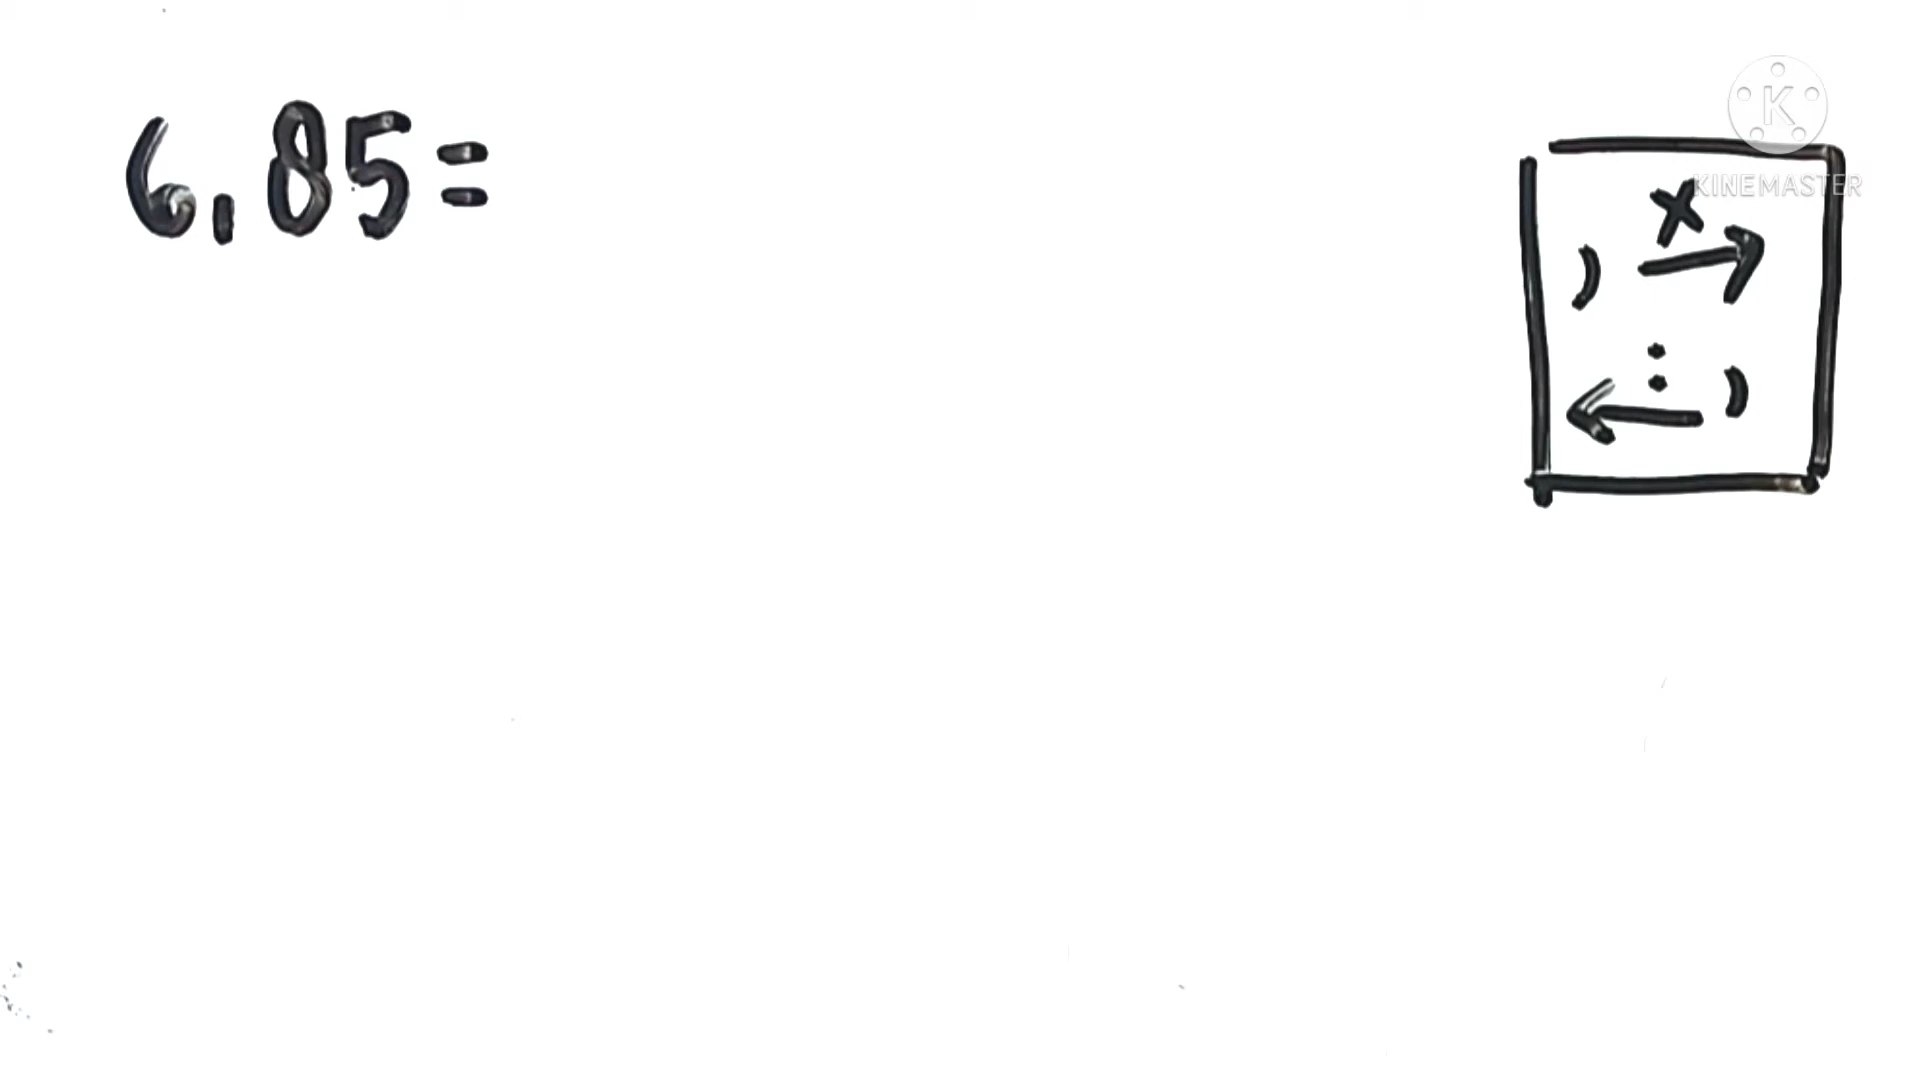 6,85=
K
KINEMASTER
x
) →
:
← )